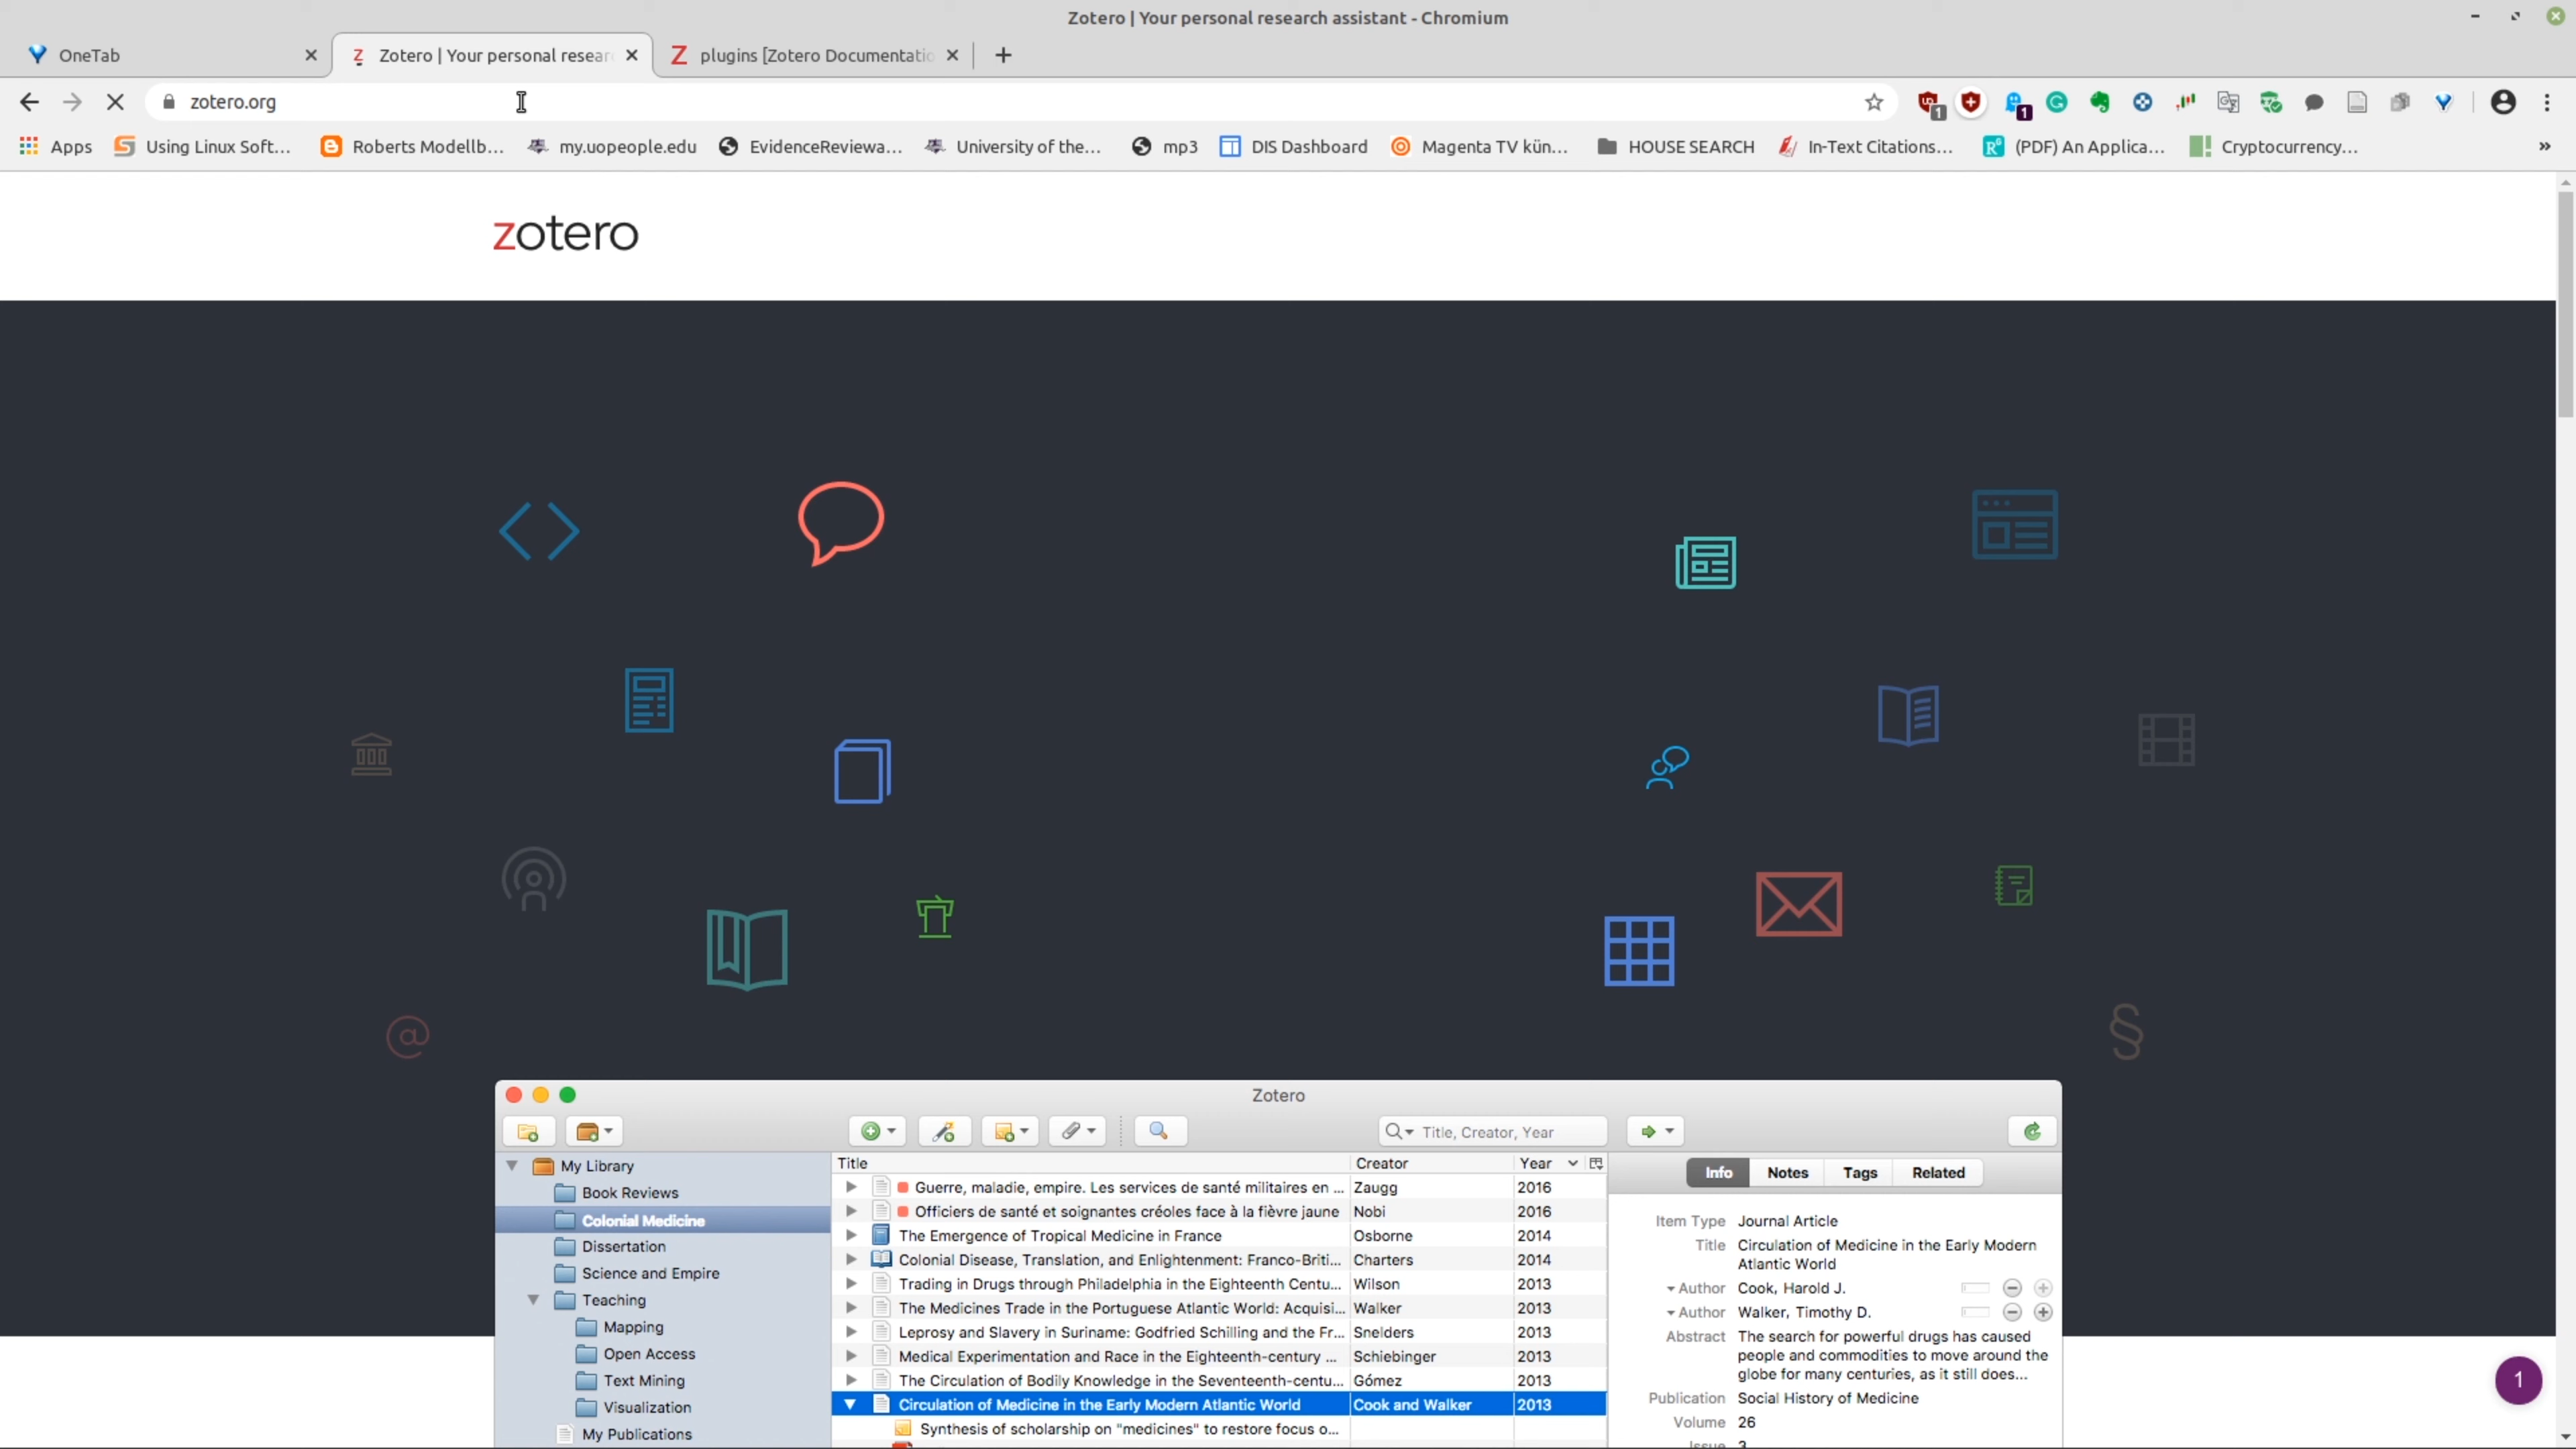 Zotero | Your personal research assistant - Chromium
OneTab
Zotero | Your personal resear
plugins [Zotero Documentatio
zotero.org
1
1
Apps
Using Linux Soft...
Roberts Modellb...
my.uopeople.edu
EvidenceReviewa...
University of the...
mp3
DIS Dashboard
Magenta TV kün...
HOUSE SEARCH
In-Text Citations...
(PDF) An Applica...
Cryptocurrency...
zotero
Zotero
Title, Creator, Year
My Library
Book Reviews
Colonial Medicine
Dissertation
Science and Empire
Teaching
Mapping
Open Access
Text Mining
Visualization
My Publications
Title Creator Year
Guerre, maladie, empire. Les services de santé militaires en ... Zaugg 2016
Officiers de santé et soignantes créoles face à la fièvre jaune Nobi 2016
The Emergence of Tropical Medicine in France Osborne 2014
Colonial Disease, Translation, and Enlightenment: Franco-Briti... Charters 2014
Trading in Drugs through Philadelphia in the Eighteenth Centu... Wilson 2013
The Medicines Trade in the Portuguese Atlantic World: Acquisi... Walker 2013
Leprosy and Slavery in Suriname: Godfried Schilling and the Fr... Snelders 2013
Medical Experimentation and Race in the Eighteenth-century ... Schiebinger 2013
The Circulation of Bodily Knowledge in the Seventeenth-centu... Gómez 2013
Circulation of Medicine in the Early Modern Atlantic World Cook and Walker 2013
Synthesis of scholarship on "medicines" to restore focus o...
Info Notes Tags Related
Item Type Journal Article
Title Circulation of Medicine in the Early Modern
Atlantic World
Author Cook, Harold J.
Author Walker, Timothy D.
Abstract The search for powerful drugs has caused
people and commodities to move around the
globe for many centuries, as it still does...
Publication Social History of Medicine
Volume 26
Issue 3
1